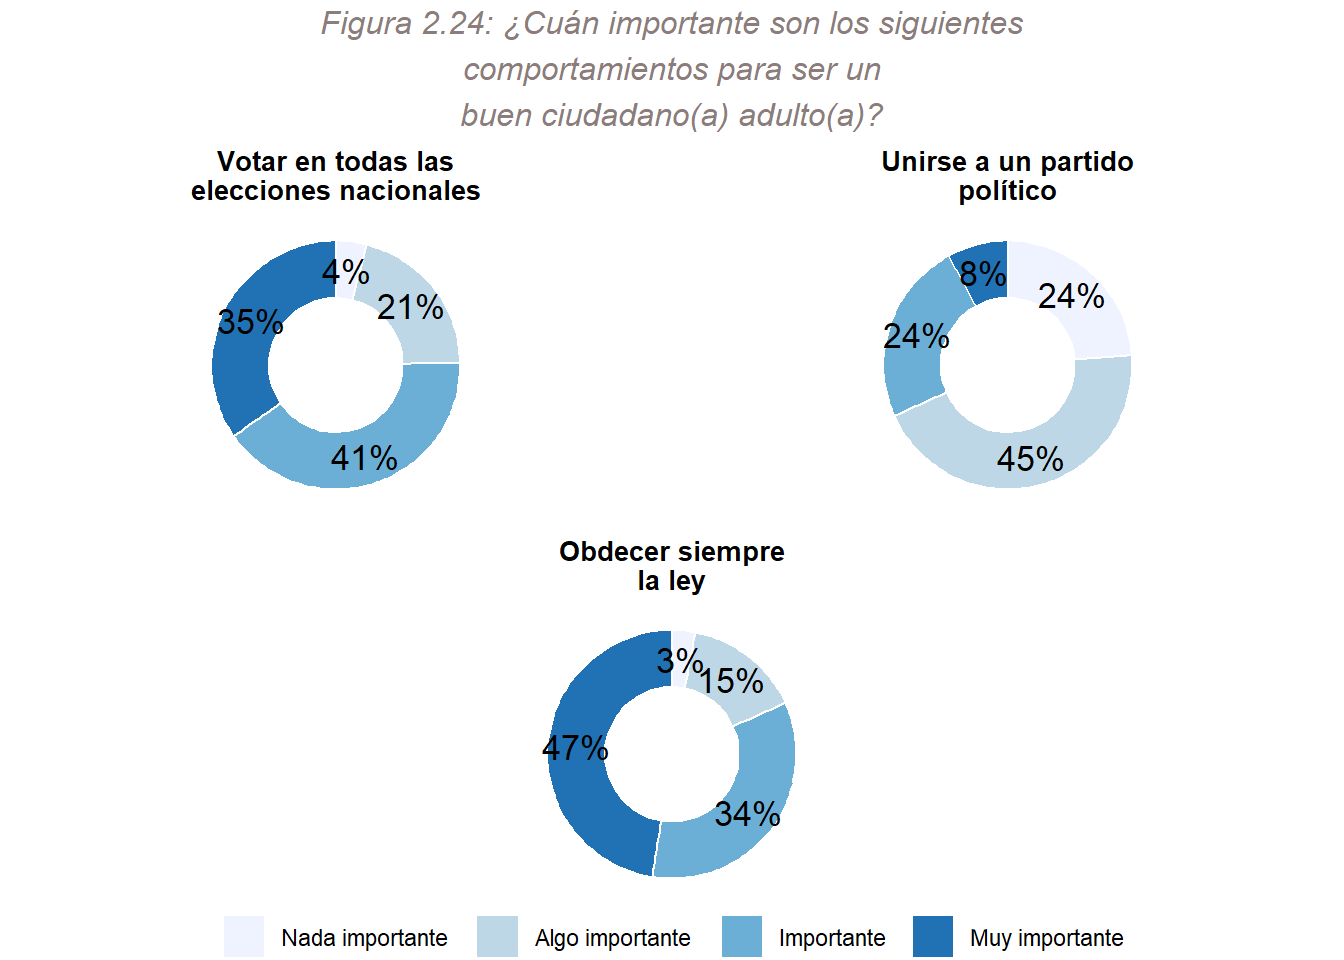 Figura 2.24: ¿Cuán importante son los siguientes
comportamientos para ser un
buen ciudadano(a) adulto(a)?
Votar en todas las
elecciones nacionales
4%
21%
35%
41%
Unirse a un partido
político
8%
24%
24%
45%
Obdecer siempre
la ley
3%
15%
47%
34%
Nada importante
Algo importante
Importante
Muy importante